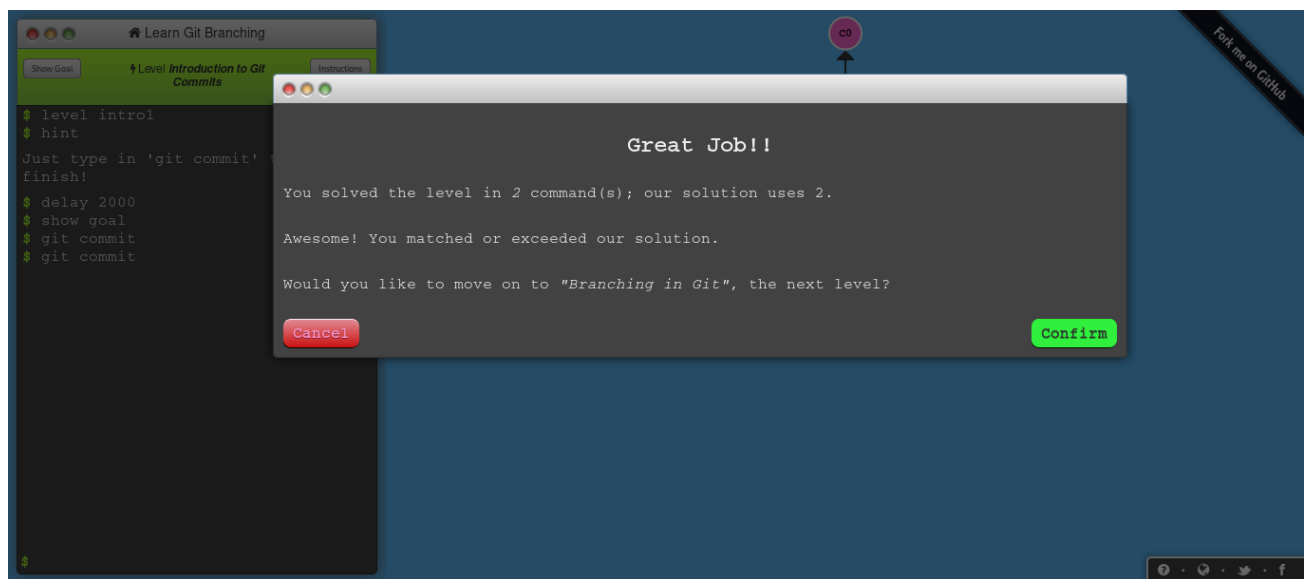 Learn Git Branching
Show Goal
Level Introduction to Git
Commits
Instructions
$ level intro1
$ hint
Just type in 'git commit'
finish!
$ delay 2000
$ show goal
$ git commit
$ git commit
$
C0
Fork me on GitHub
Great Job!!
You solved the level in 2 command(s); our solution uses 2.
Awesome! You matched or exceeded our solution.
Would you like to move on to "Branching in Git", the next level?
Cancel
Confirm